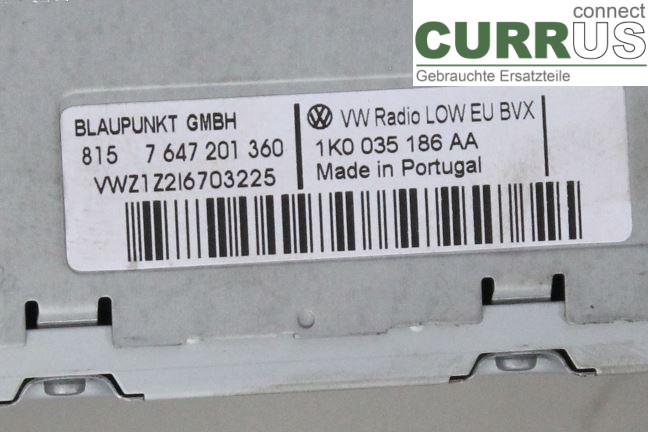 connect
CURRUS
Gebrauchte Ersatzteile
BLAUPUNKT GMBH
815 7 647 201 360
VWZ1Z2I6703225
VW Radio LOW EU BVX
1K0 035 186 AA
Made in Portugal